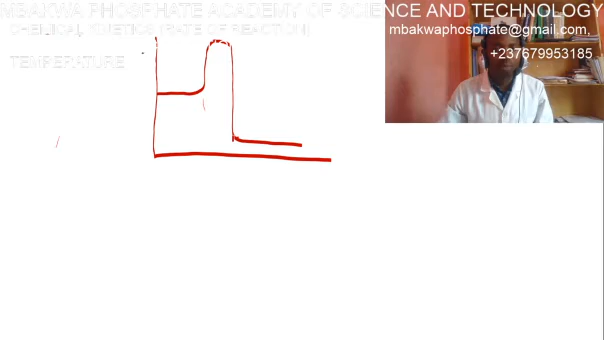 MBAKWA PHOSPHATE ACADEMY OF SCIENCE AND TECHNOLOGY
CHEMICAL KINETICS (RATE OF REACTION)
mbakwaphosphate@gmail.com,
+237679953185
TEMPERATURE